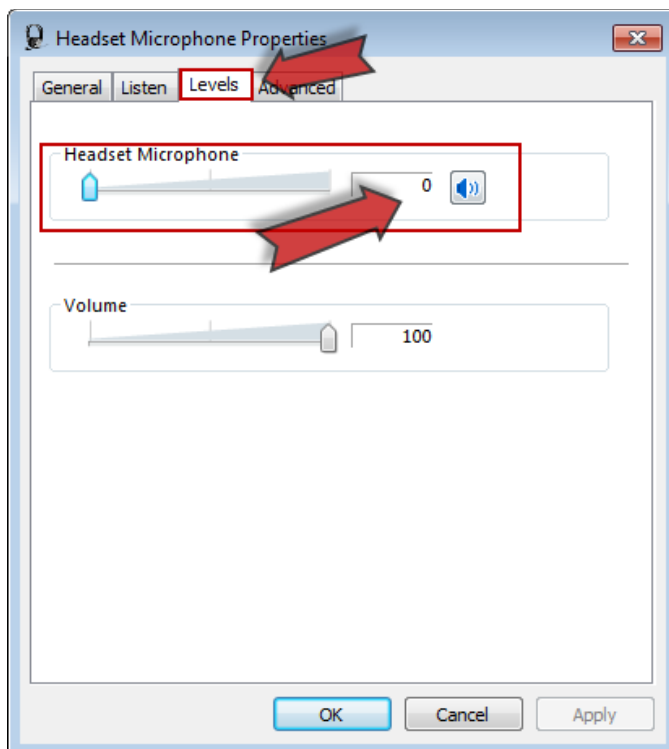 Headset Microphone Properties
General Listen Levels Advanced
Headset Microphone
0
Volume
100
OK Cancel Apply